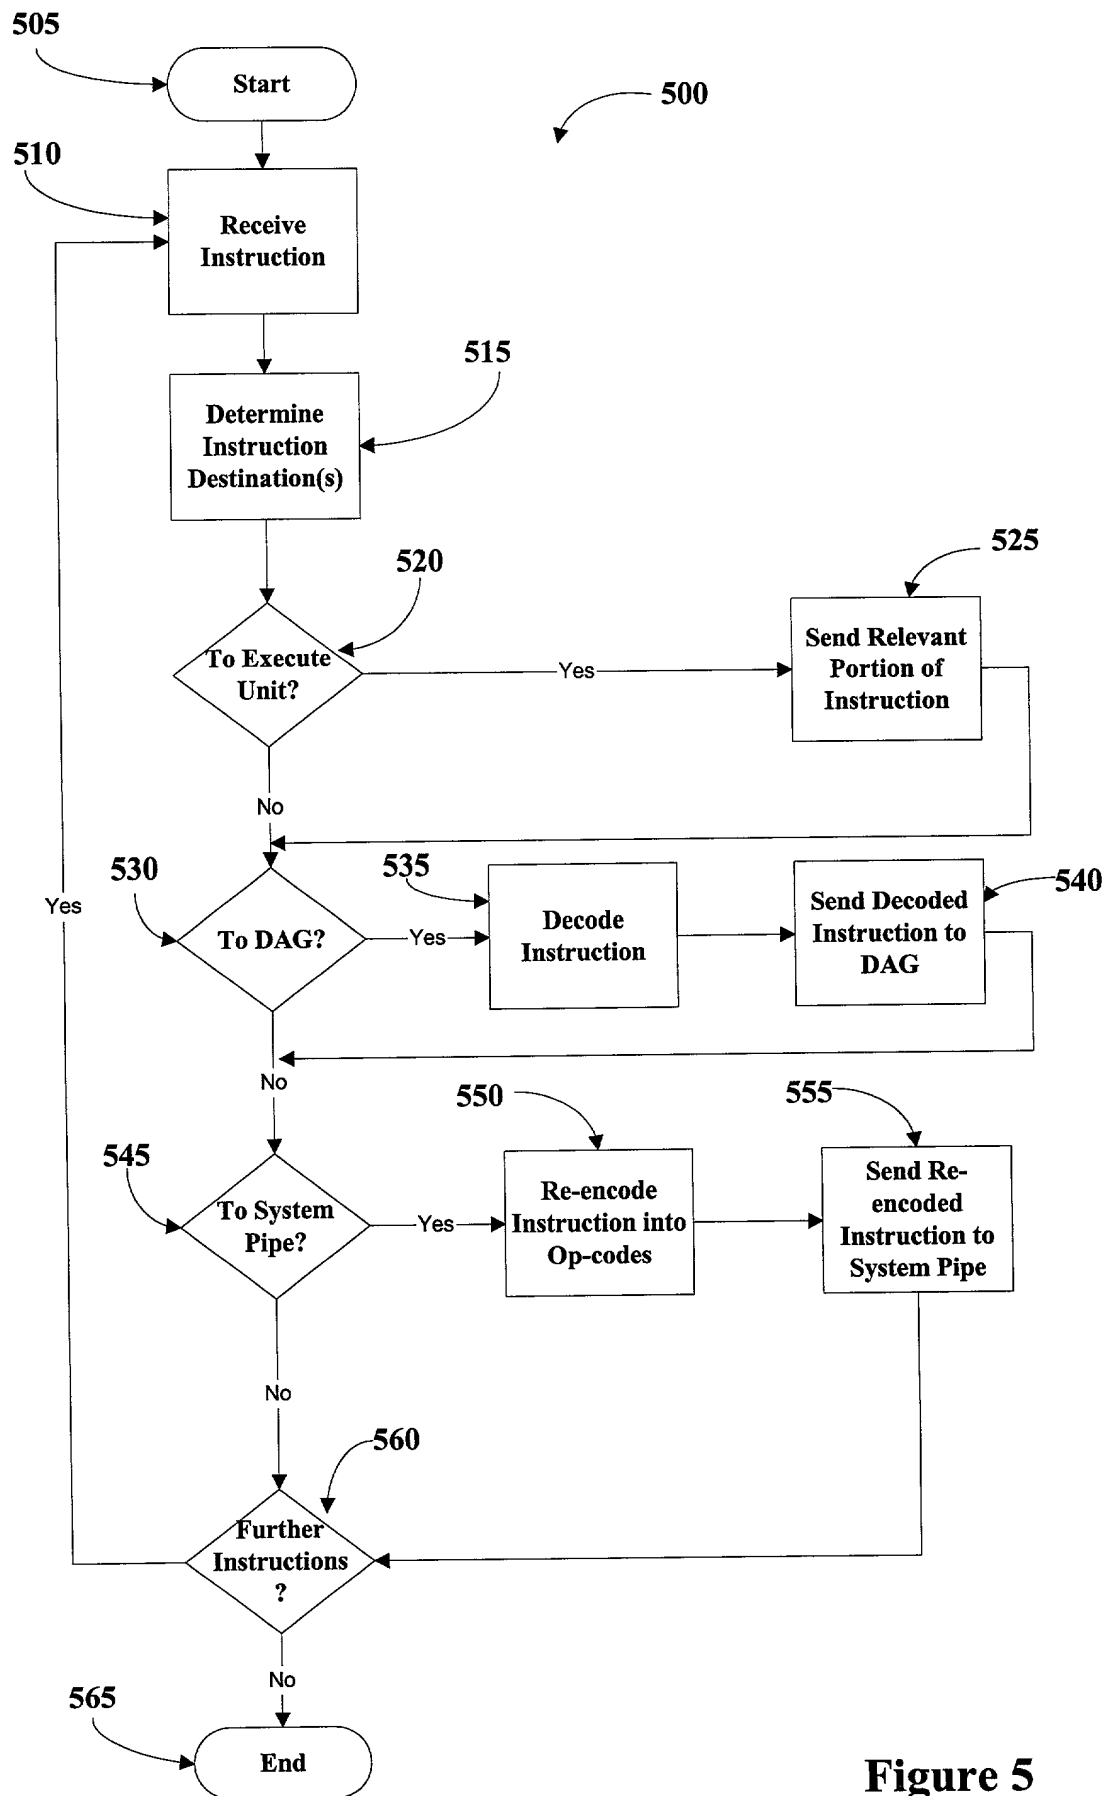 505
Start
500
510
Receive
Instruction
515
Determine
Instruction
Destination(s)
520
525
To Execute
Unit?
Yes
Send Relevant
Portion of
Instruction
No
530
535
540
Yes
To DAG?
Yes
Decode
Instruction
Send Decoded
Instruction to
DAG
No
550
555
545
To System
Pipe?
Yes
Re-encode
Instruction into
Op-codes
Send Re-
encoded
Instruction to
System Pipe
No
560
Further
Instructions
?
No
565
End
Figure 5